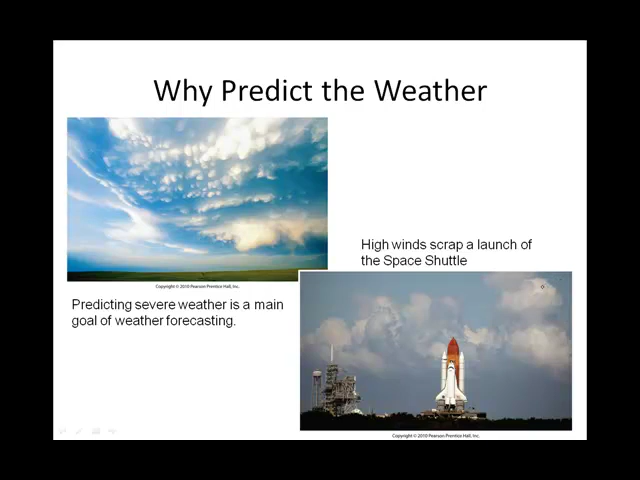 Why Predict the Weather
High winds scrap a launch of
the Space Shuttle
Copyright © 2010 Pearson Prentice Hall, Inc.
Predicting severe weather is a main
goal of weather forecasting.
Copyright © 2010 Pearson Prentice Hall, Inc.